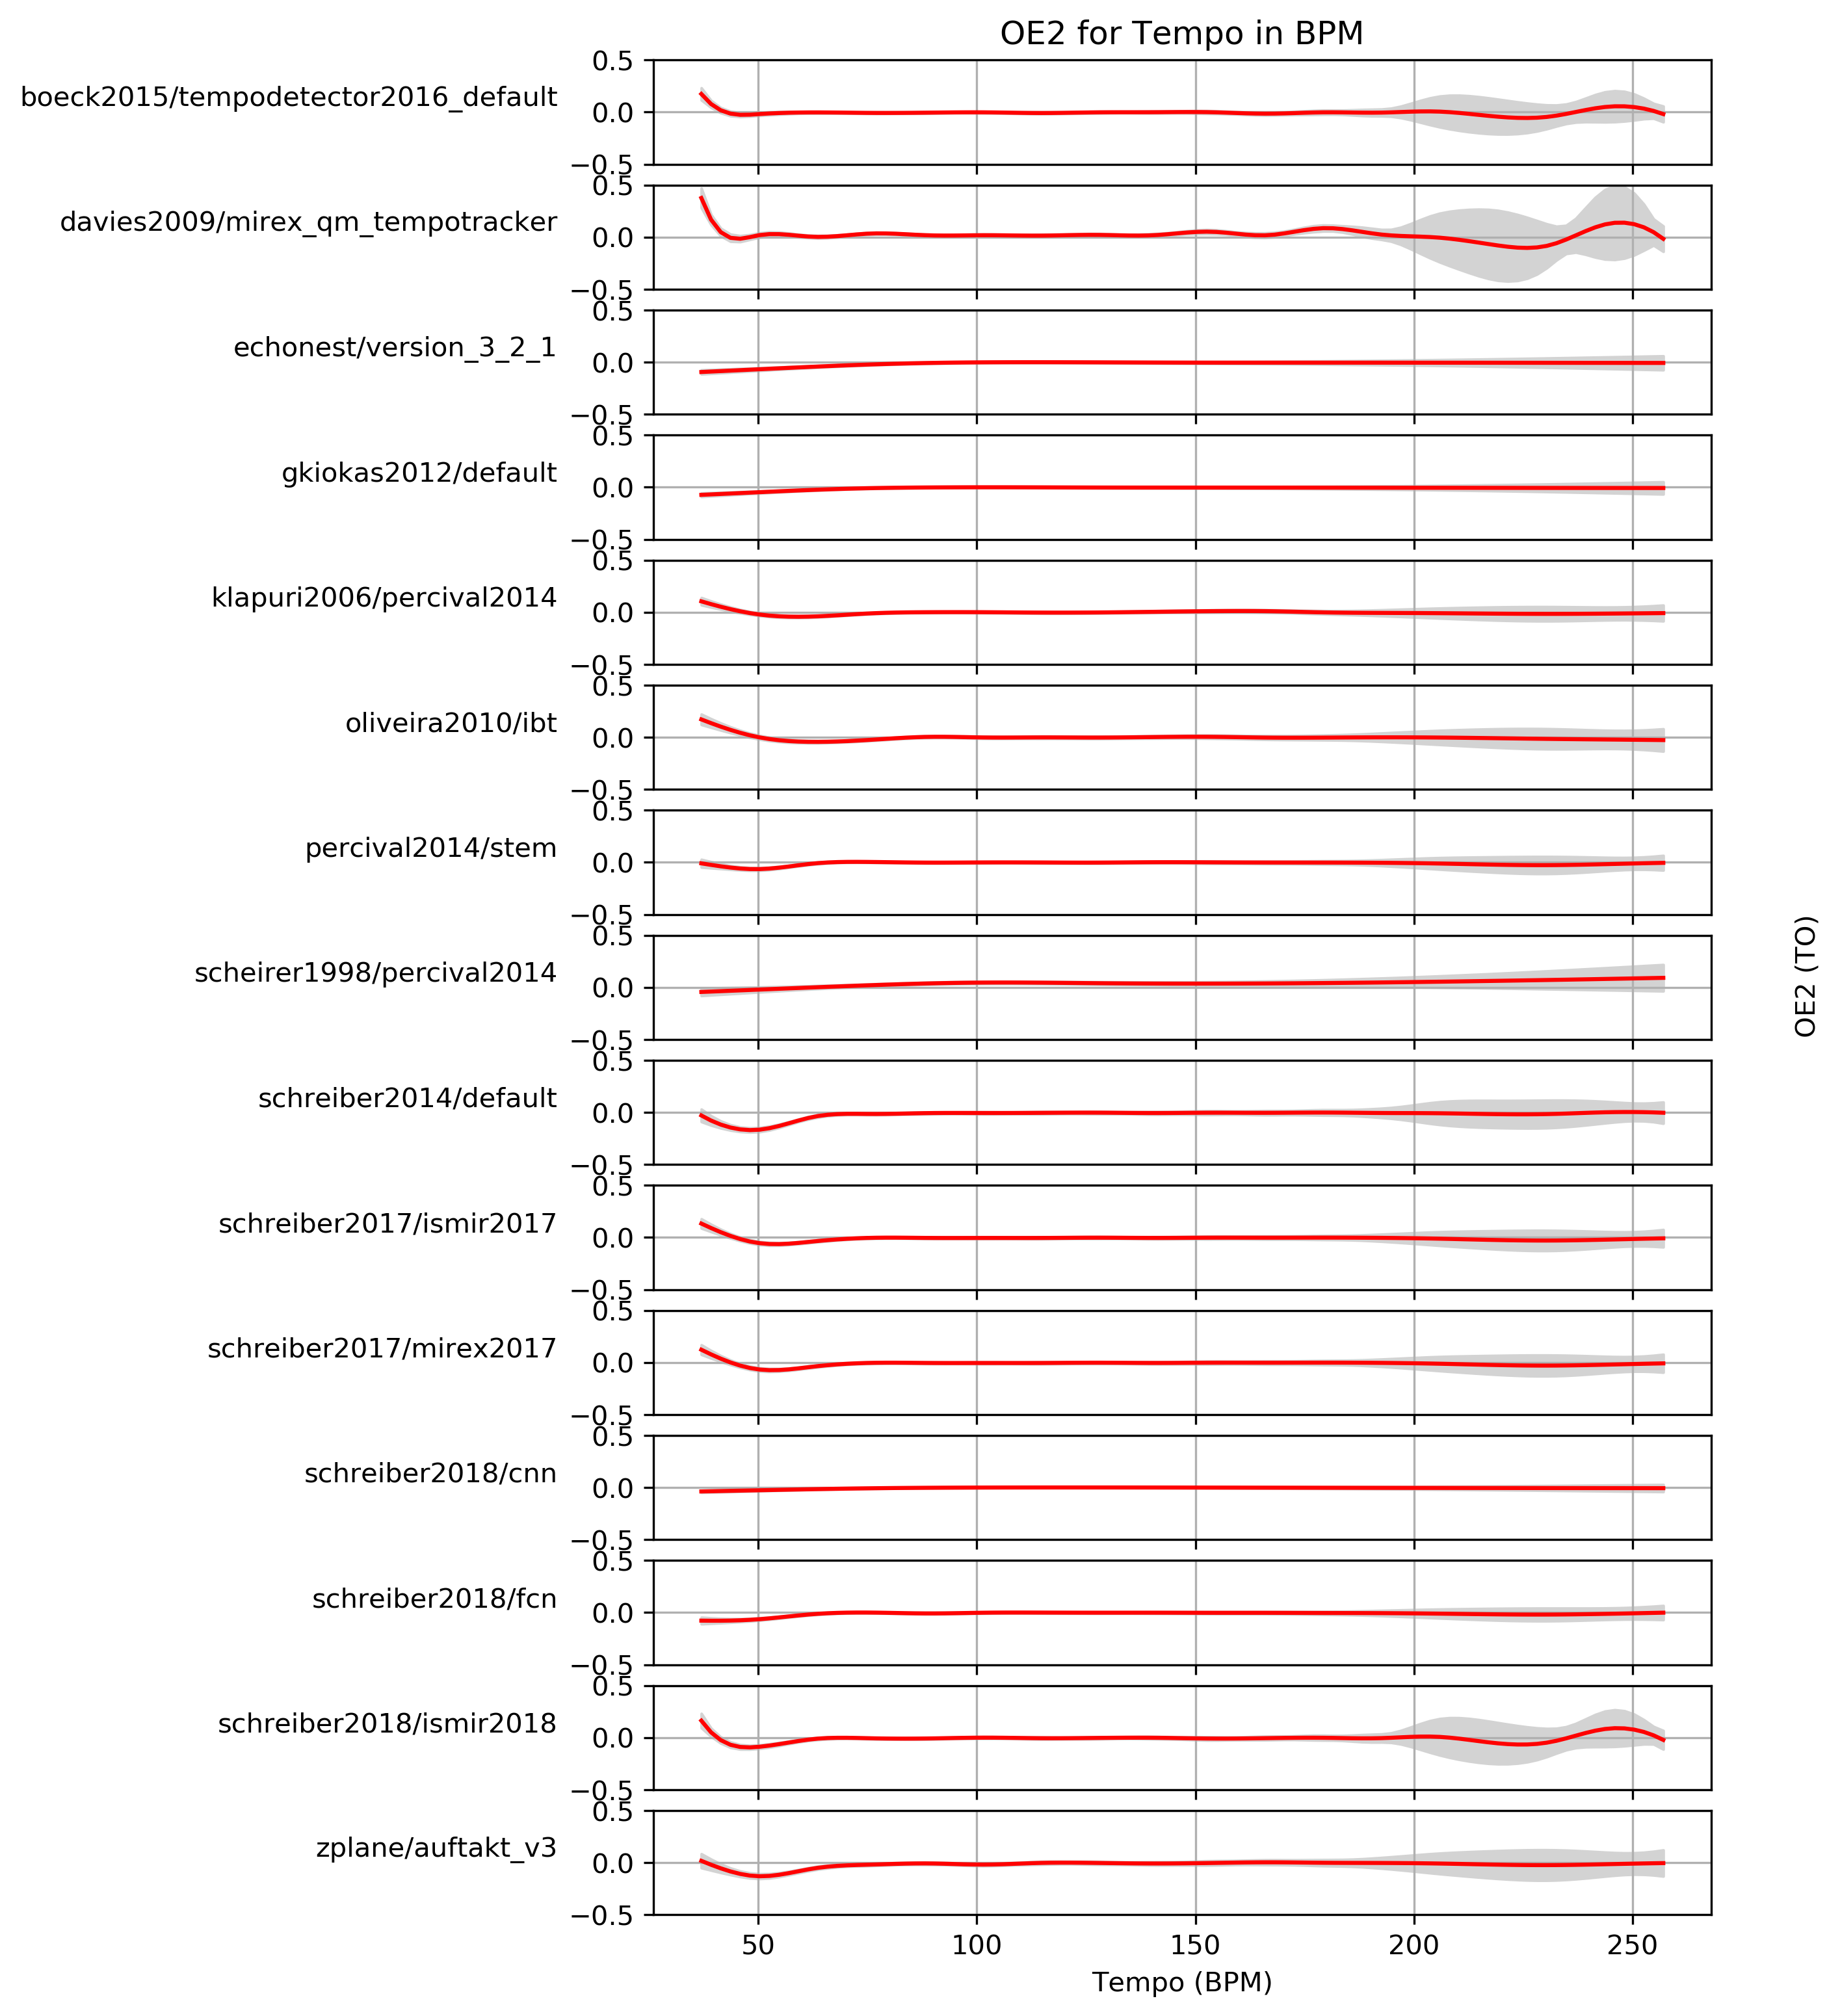 OE2 for Tempo in BPM
boeck2015/tempodetector2016_default
0.5
0.0
−0.5
davies2009/mirex_qm_tempotracker
0.5
0.0
−0.5
echonest/version_3_2_1
0.5
0.0
−0.5
gkiokas2012/default
0.5
0.0
−0.5
klapuri2006/percival2014
0.5
0.0
−0.5
oliveira2010/ibt
0.5
0.0
−0.5
percival2014/stem
0.5
0.0
−0.5
scheirer1998/percival2014
0.5
0.0
−0.5
schreiber2014/default
0.5
0.0
−0.5
schreiber2017/ismir2017
0.5
0.0
−0.5
schreiber2017/mirex2017
0.5
0.0
−0.5
schreiber2018/cnn
0.5
0.0
−0.5
schreiber2018/fcn
0.5
0.0
−0.5
schreiber2018/ismir2018
0.5
0.0
−0.5
zplane/auftakt_v3
0.5
0.0
−0.5
50 100 150 200 250
Tempo (BPM)
OE2 (TO)